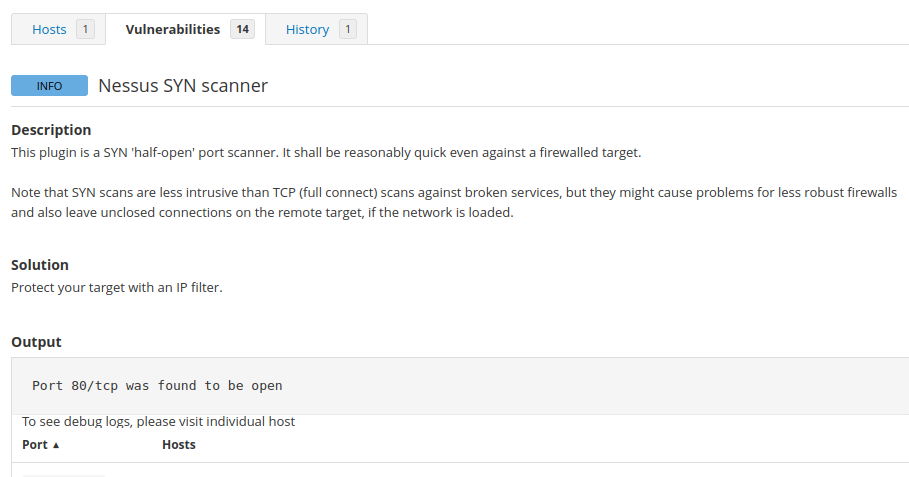 Hosts 1 Vulnerabilities 14 History 1
INFO Nessus SYN scanner
Description
This plugin is a SYN 'half-open' port scanner. It shall be reasonably quick even against a firewalled target.
Note that SYN scans are less intrusive than TCP (full connect) scans against broken services, but they might cause problems for less robust firewalls
and also leave unclosed connections on the remote target, if the network is loaded.
Solution
Protect your target with an IP filter.
Output
Port 80/tcp was found to be open
To see debug logs, please visit individual host
Port ▲ Hosts